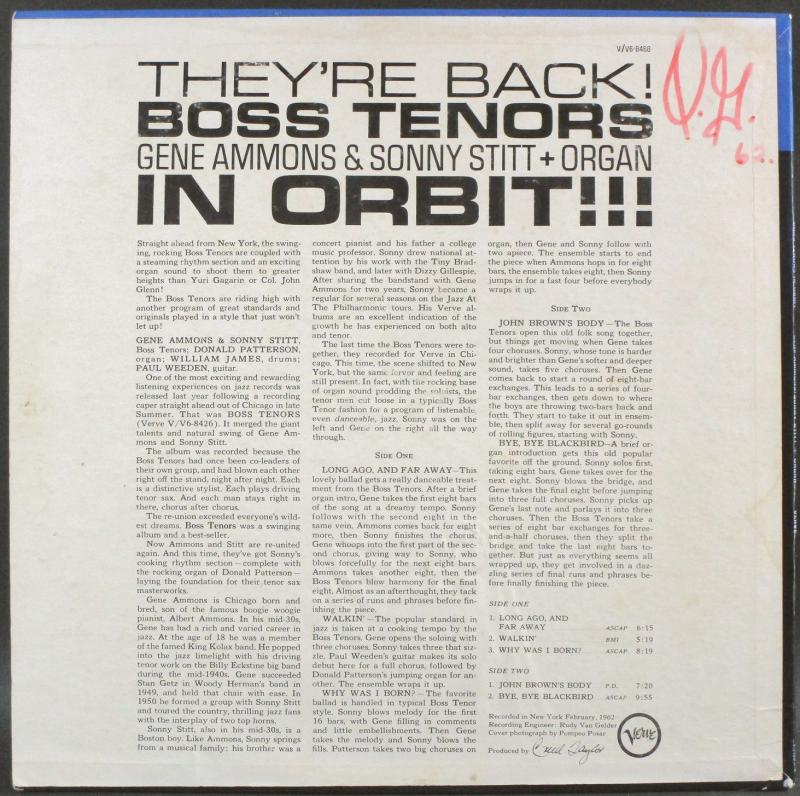 V/V6-8468
THEY'RE BACK!
BOSS TENORS
GENE AMMONS & SONNY STITT + ORGAN
IN ORBIT!!!
62.
Straight ahead from New York, the swing-
ing, rocking Boss Tenors are coupled with
a steaming rhythm section and an exciting
organ sound to shoot them to greater
heights than Yuri Gagarin or Col. John
Glenn!
The Boss Tenors are riding high with
another program of great standards and
originals played in a style that just won't
let up!
GENE AMMONS & SONNY STITT,
Boss Tenors; DONALD PATTERSON,
organ; WILLIAM JAMES, drums;
PAUL WEEDEN, guitar.
One of the most exciting and rewarding
listening experiences on jazz records was
released last year following a recording
super straight ahead out of Chicago in late
Summer. That was BOSS TENORS
(Verve V/V6-8426). It merged the giant
talents and natural swing of Gene Am-
mons and Sonny Stitt.
The album was recorded because the
Boss Tenors had once been co-leaders of
their own group, and had blown each other
right off the stand, night after night. Each
is a distinctive stylist. Each plays driving
tenor sax. And each man stays right in
there, chorus after chorus.
The re-union exceeded everyone's wild-
est dreams. Boss Tenors was a swinging
album and a best-seller.
Now Ammons and Stitt are re-united
again. And this time, they've got Sonny's
cooking rhythm section—complete with
the rocking organ of Donald Patterson—
laying the foundation for their tenor sax
masterworks.
Gene Ammons is Chicago born and
bred, son of the famous boogie woogie
pianist, Albert Ammons. In his mid-30s,
Gene has had a rich and varied career in
jazz. At the age of 18 he was a member
of the famed King Kolax band. He popped
into the jazz limelight with his driving
tenor work on the Billy Eckstine big band
during the mid-1940s. Gene succeeded
Stan Getz in Woody Herman's band in
1949, and held that chair with ease. In
1950 he formed a group with Sonny Stitt
and toured the country, thrilling jazz fans
with the interplay of two top horns.
Sonny Stitt, also in his mid-30s, is a
Boston boy. Like Ammons, Sonny springs
from a musical family; his brother was a
concert pianist and his father a college
music professor. Sonny drew national at-
tention by his work with the Tiny Brad-
shaw band, and later with Dizzy Gillespie.
After sharing the bandstand with Gene
Ammons for two years, Sonny became a
regular for several seasons on the Jazz At
The Philharmonic tours. His Verve al-
bums are an excellent indication of the
growth he has experienced on both alto
and tenor.
The last time the Boss Tenors were to-
gether, they recorded for Verve in Chi-
cago. This time, the scene shifted to New
York, but the same fervor and feeling are
still present. In fact, with the rocking base
of organ sound prodding the soloists, the
tenor men cut loose in a typically Boss
Tenor fashion for a program of listenable,
even danceable, jazz. Sonny was on the
left and Gene on the right all the way
through.
SIDE ONE
LONG AGO, AND FAR AWAY—This
lovely ballad gets a really danceable treat-
ment from the Boss Tenors. After a brief
organ intro, Gene takes the first eight bars
of the song at a dreamy tempo. Sonny
follows with the second eight in the
same vein. Ammons comes back for eight
more, then Sonny finishes the chorus.
Gene whoops into the first part of the sec-
ond chorus, giving way to Sonny, who
blows forcefully for the next eight bars.
Ammons takes another eight, then the
Boss Tenors blow harmony for the final
eight. Almost as an afterthought, they tack
on a series of runs and phrases before fin-
ishing the piece.
WALKIN'—The popular standard in
jazz is taken at a cooking tempo by the
Boss Tenors. Gene opens the soloing with
three choruses. Sonny takes three that siz-
zle. Paul Weeden's guitar makes its solo
debut here for a full chorus, followed by
Donald Patterson's jumping organ for an-
other. The ensemble wraps it up.
WHY WAS I BORN?—The favorite
ballad is handled in typical Boss Tenor
style. Sonny blows melody for the first
16 bars, with Gene filling in comments
and little embellishments. Then Gene
takes the melody and Sonny blows the
fills. Patterson takes two big choruses on
organ, then Gene and Sonny follow with
two apiece. The ensemble starts to end
the piece when Ammons hops in for eight
bars, the ensemble takes eight, then Sonny
jumps in for a fast four before everybody
wraps it up.
SIDE TWO
JOHN BROWN'S BODY—The Boss
Tenors open this old folk song together,
but things get moving when Gene takes
four choruses. Sonny, whose tone is harder
and brighter than Gene's softer and deeper
sound, takes five choruses. Then Gene
comes back to start a round of eight-bar
exchanges. This leads to a series of four-
bar exchanges, then gets down to where
the boys are throwing two-bars back and
forth. They start to take it out in ensem-
ble, then split away for several go-rounds
of rolling figures, starting with Sonny.
BYE, BYE BLACKBIRD—A brief or-
gan introduction gets this old popular
favorite off the ground. Sonny solos first,
taking eight bars. Gene takes over for the
next eight. Sonny blows the bridge, and
Gene takes the final eight before jumping
into three full choruses. Sonny picks up
Gene's last note and parlays it into three
choruses. Then the Boss Tenors take a
series of eight bar exchanges for three-
and-a-half choruses, then they split the
bridge and take the last eight bars to-
gether. But just as everything seems all
wrapped up, they get involved in a daz-
zling series of final runs and phrases be-
fore finally finishing the piece.
SIDE ONE
1. LONG AGO, AND
FAR AWAY ASCAP 6:15
2. WALKIN' BMI 5:19
3. WHY WAS I BORN? ASCAP 8:19
SIDE TWO
1. JOHN BROWN'S BODY P.D. 7:20
2. BYE, BYE BLACKBIRD ASCAP 9:55
Recorded in New York February, 1962
Recording Engineer: Rudy Van Gelder
Cover photograph by Pompeo Posar
Produced by Creed Taylor
VERVE